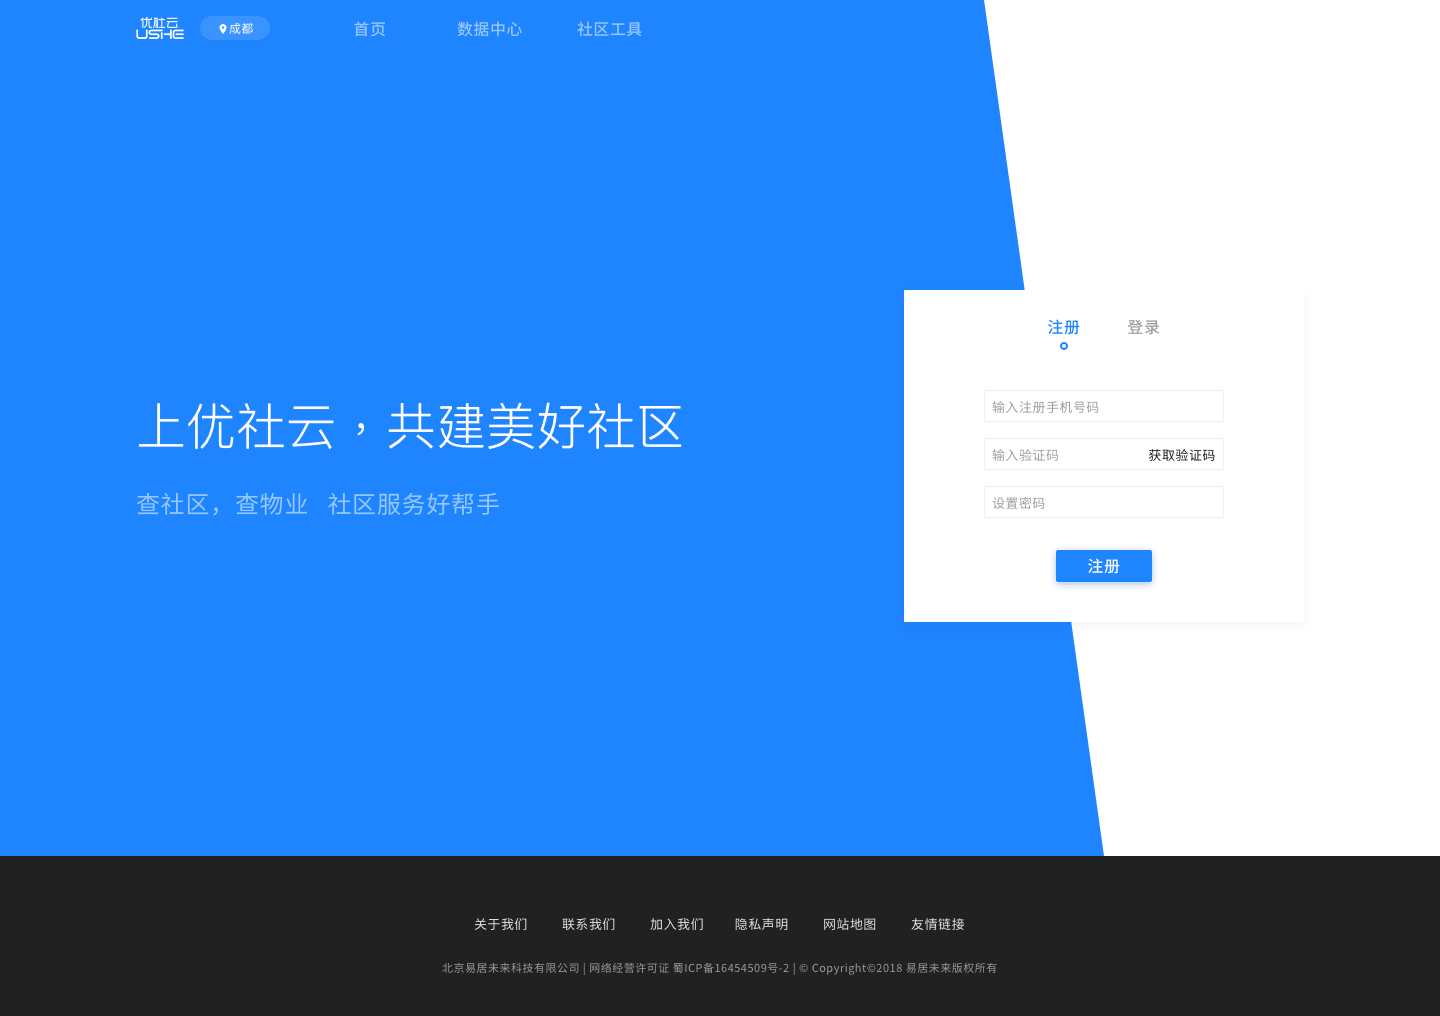 优社云
USHE
成都
首页
数据中心
社区工具
注册
登录
输入注册手机号码
输入验证码
获取验证码
设置密码
注册
上优社云，共建美好社区
查社区，查物业 社区服务好帮手
关于我们
联系我们
加入我们
隐私声明
网站地图
友情链接
北京易居未来科技有限公司 | 网络经营许可证 蜀ICP备16454509号-2 | © Copyright©2018 易居未来版权所有